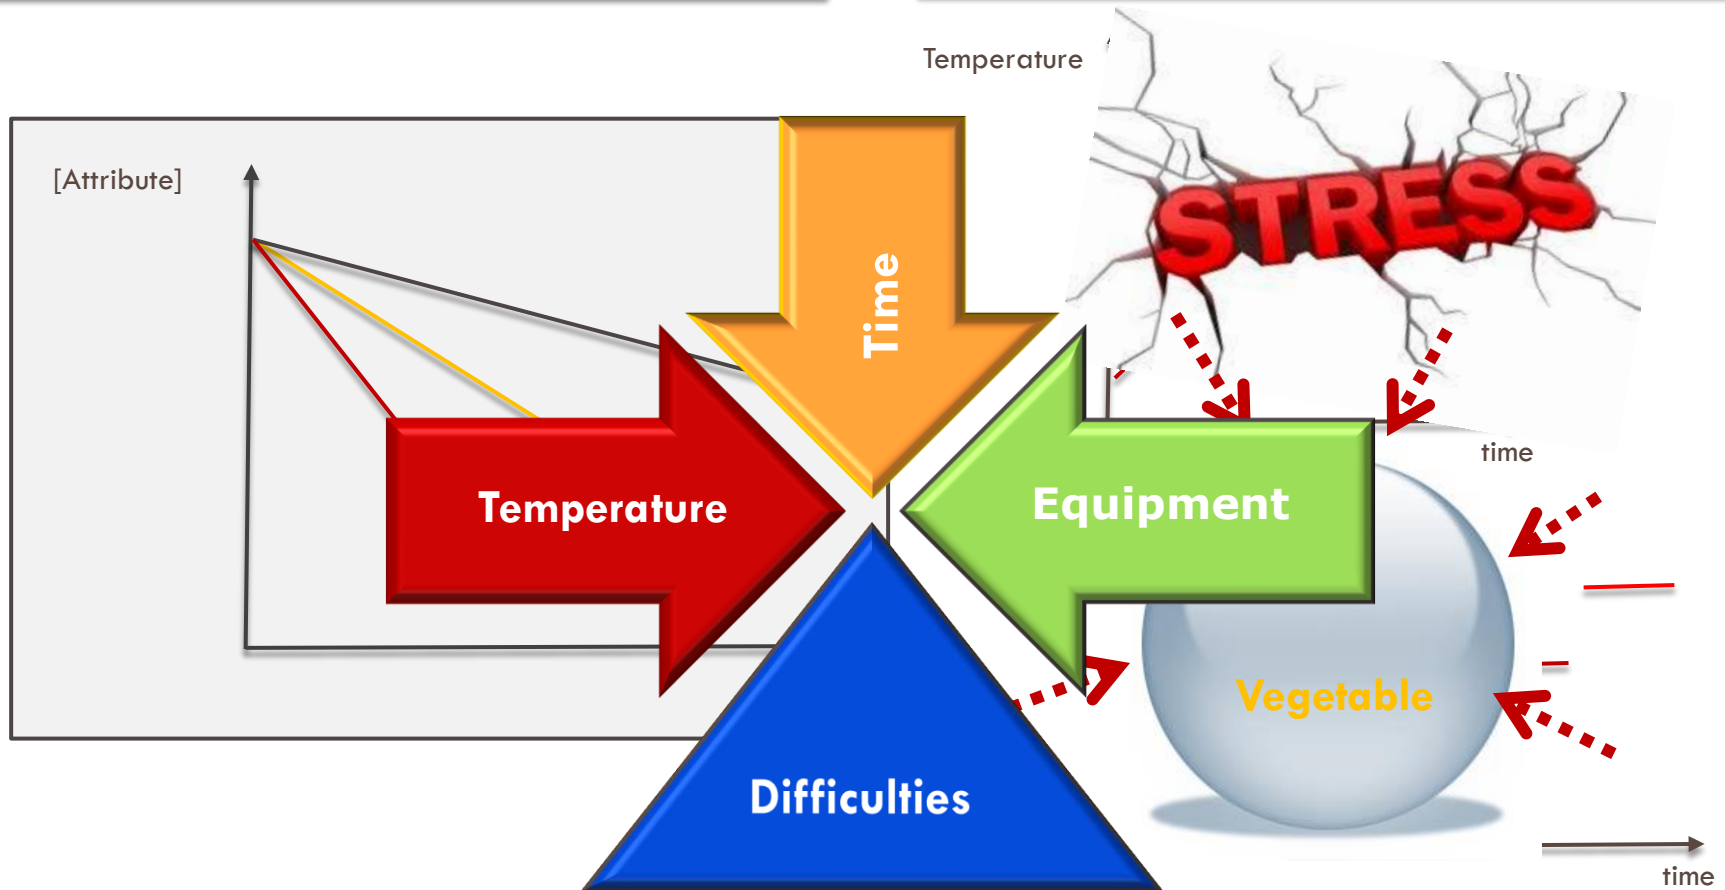 Temperature
[Attribute]
STRESS
Time
time
Temperature
Equipment
Vegetable
Difficulties
time